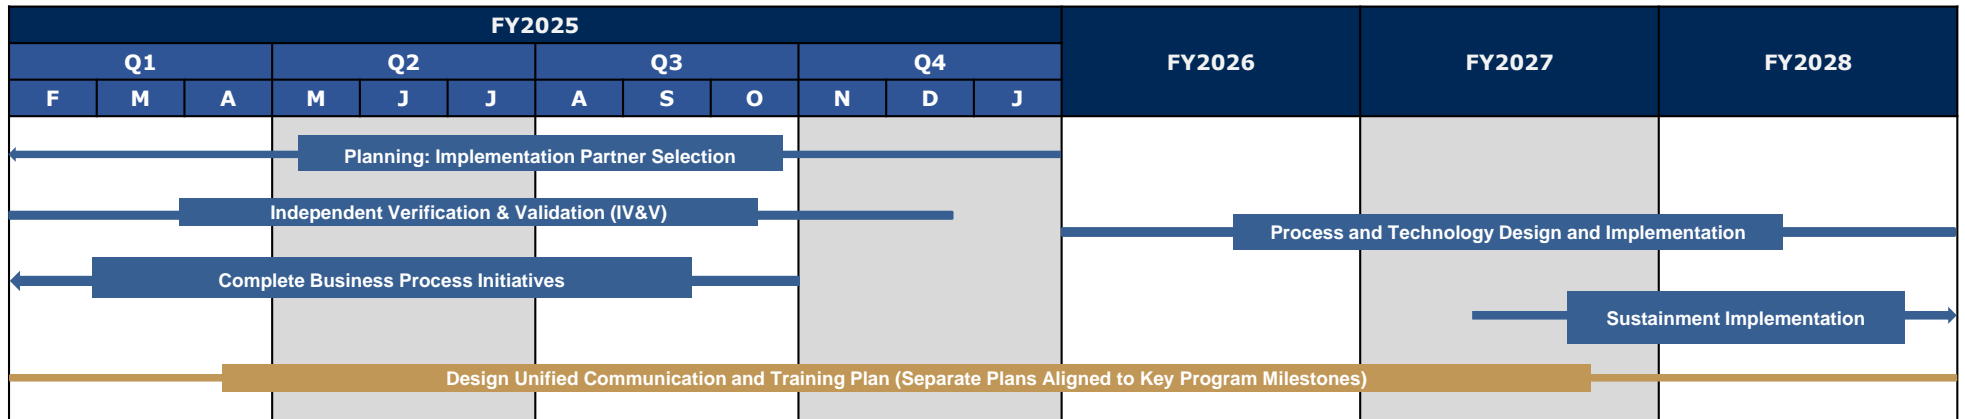 FY2025
FY2026 FY2027 FY2028
Q1 Q2 Q3 Q4
F M A M J J A S O N D J
Planning: Implementation Partner Selection
Independent Verification & Validation (IV&V)
Process and Technology Design and Implementation
Complete Business Process Initiatives
Sustainment Implementation
Design Unified Communication and Training Plan (Separate Plans Aligned to Key Program Milestones)